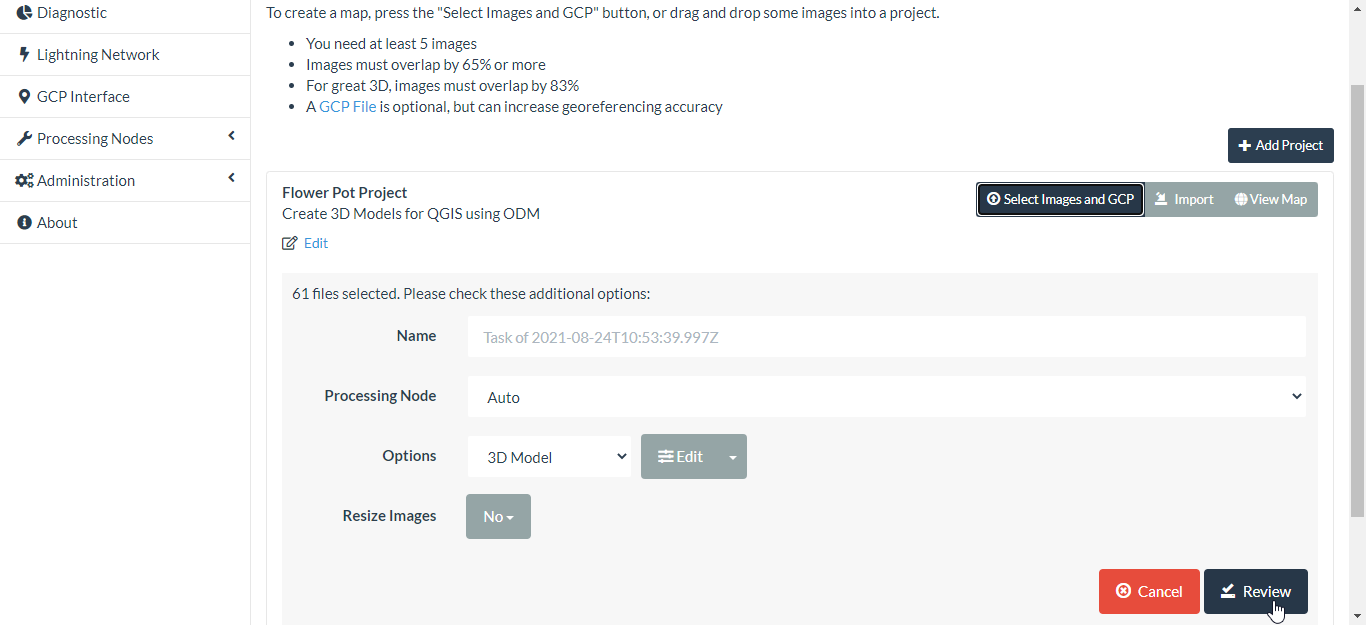 Diagnostic
Lightning Network
GCP Interface
Processing Nodes
Administration
About
To create a map, press the "Select Images and GCP" button, or drag and drop some images into a project.
You need at least 5 images
Images must overlap by 65% or more
For great 3D, images must overlap by 83%
A GCP File is optional, but can increase georeferencing accuracy
Add Project
Flower Pot Project
Create 3D Models for QGIS using ODM
Edit
Select Images and GCP Import View Map
61 files selected. Please check these additional options:
Name Task of 2021-08-24T10:53:39.997Z
Processing Node Auto
Options 3D Model Edit
Resize Images No
Cancel Review